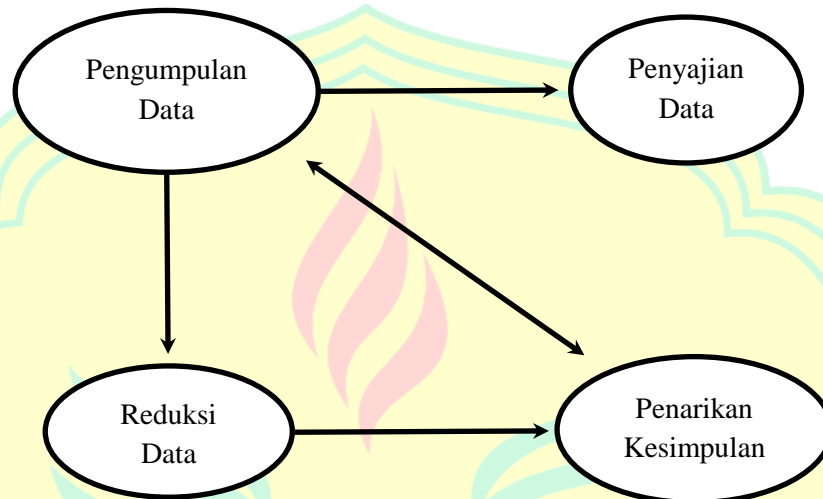 Pengumpulan
Data
Penyajian
Data
Reduksi
Data
Penarikan
Kesimpulan